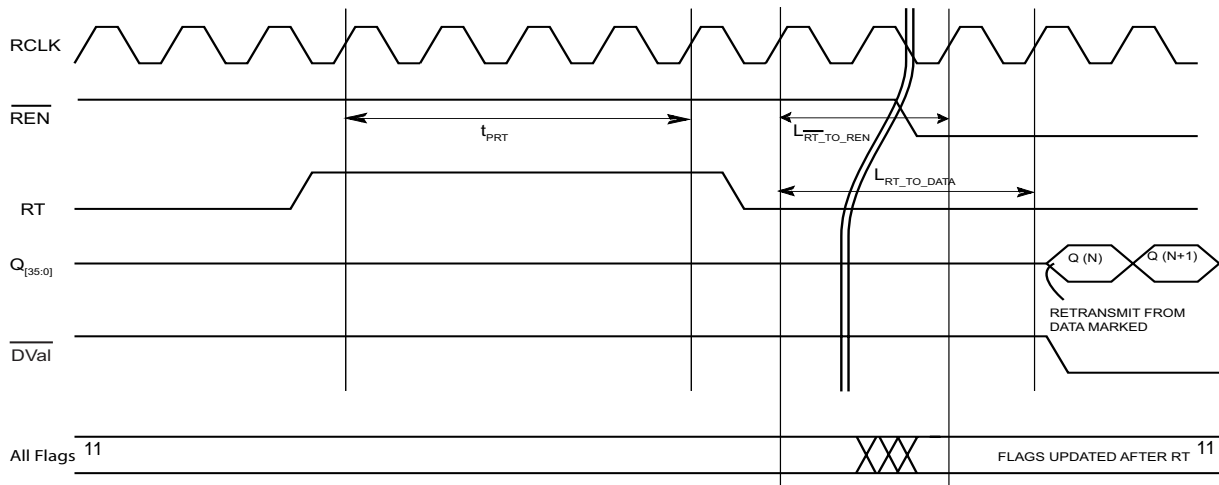 RCLK
REN
tPRT
LRT_TO_REN
LRT_TO_DATA
RT
Q[35:0]
Q (N)
Q (N+1)
RETRANSMIT FROM
DATA MARKED
DVal
All Flags
11
FLAGS UPDATED AFTER RT
11